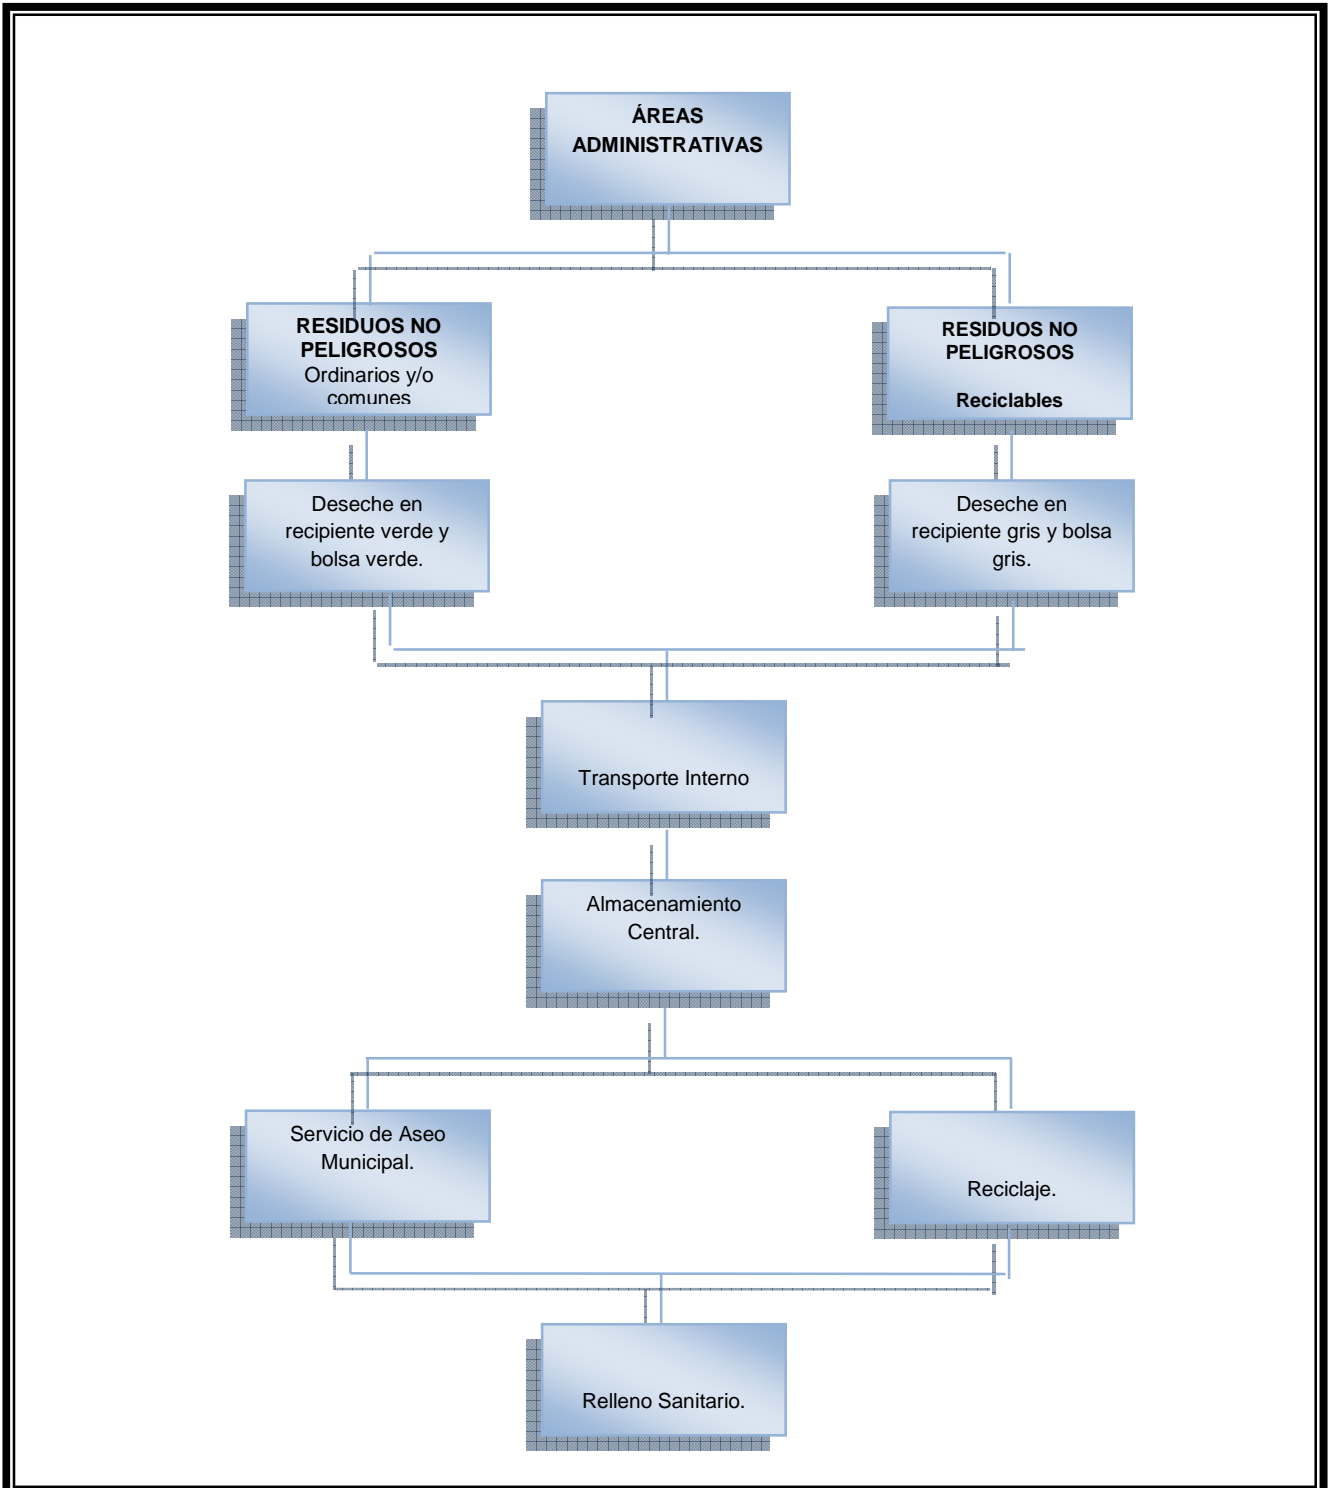 ÁREAS
ADMINISTRATIVAS
RESIDUOS NO
PELIGROSOS
Ordinarios y/o
comunes
RESIDUOS NO
PELIGROSOS
Reciclables
Deseche en
recipiente verde y
bolsa verde.
Deseche en
recipiente gris y bolsa
gris.
Transporte Interno
Almacenamiento
Central.
Servicio de Aseo
Municipal.
Reciclaje.
Relleno Sanitario.